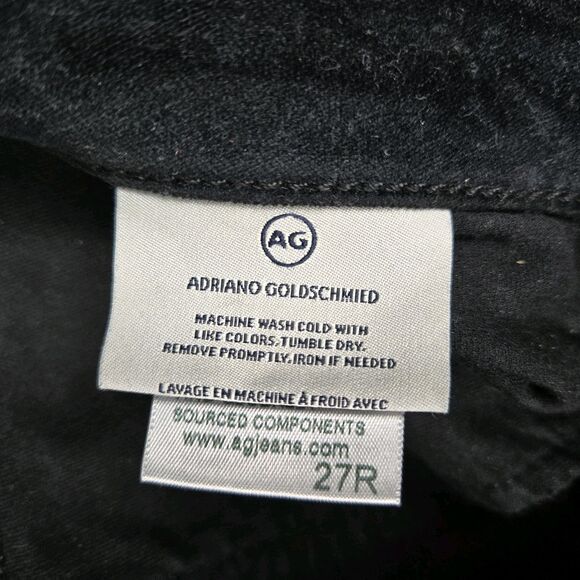 AG
ADRIANO GOLDSCHMIED
MACHINE WASH COLD WITH
LIKE COLORS. TUMBLE DRY.
REMOVE PROMPTLY. IRON IF NEEDED
LAVAGE EN MACHINE À FROID AVEC
SOURCED COMPONENTS
www.agjeans.com
27R